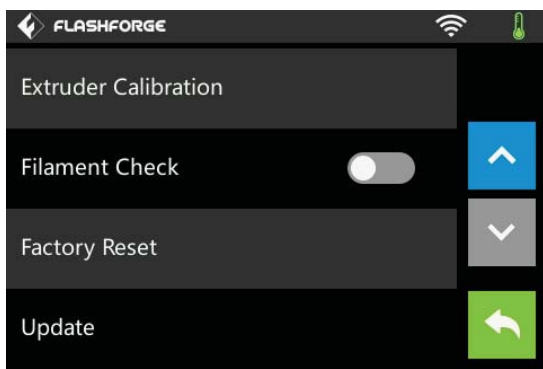 FLASHFORGE
Extruder Calibration
Filament Check
Factory Reset
Update